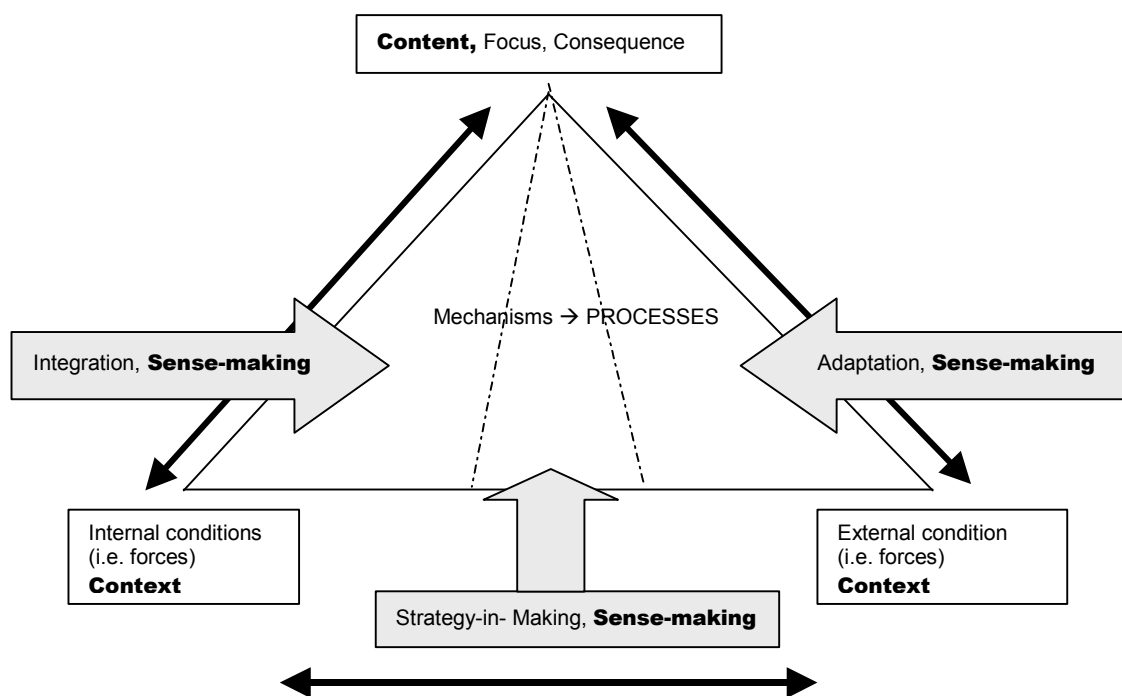 Content, Focus, Consequence
Mechanisms → PROCESSES
Integration, Sense-making
Adaptation, Sense-making
Internal conditions
(i.e. forces)
Context
External condition
(i.e. forces)
Context
Strategy-in- Making, Sense-making